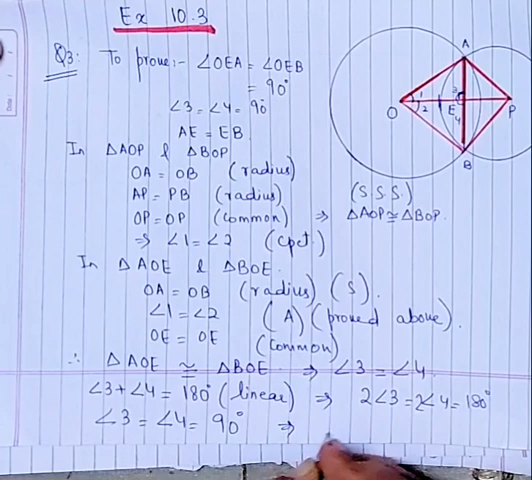 Ex 10.3
Q3: To prove:- ∠OEA = ∠OEB
= 90°
∠3 = ∠4 = 90
AE = EB.
In ΔAOP & ΔBOP
OA = OB (radius)
AP = PB (radius) (S.S.S.)
OP = OP (common) ⇒ ΔAOP ≅ ΔBOP.
⇒ ∠1 = ∠2 (Cpct.)
In ΔAOE & ΔBOE.
OA = OB (radius) (S).
∠1 = ∠2 (A) (proved above).
OE = OE (Common)
∴ ΔAOE ≅ ΔBOE. ⇒ ∠3 = ∠4.
∠3 + ∠4 = 180° (linear) ⇒ 2∠3 = 2∠4 = 180°
∠3 = ∠4 = 90° ⇒
A
1
2
3
4
O
E
P
B